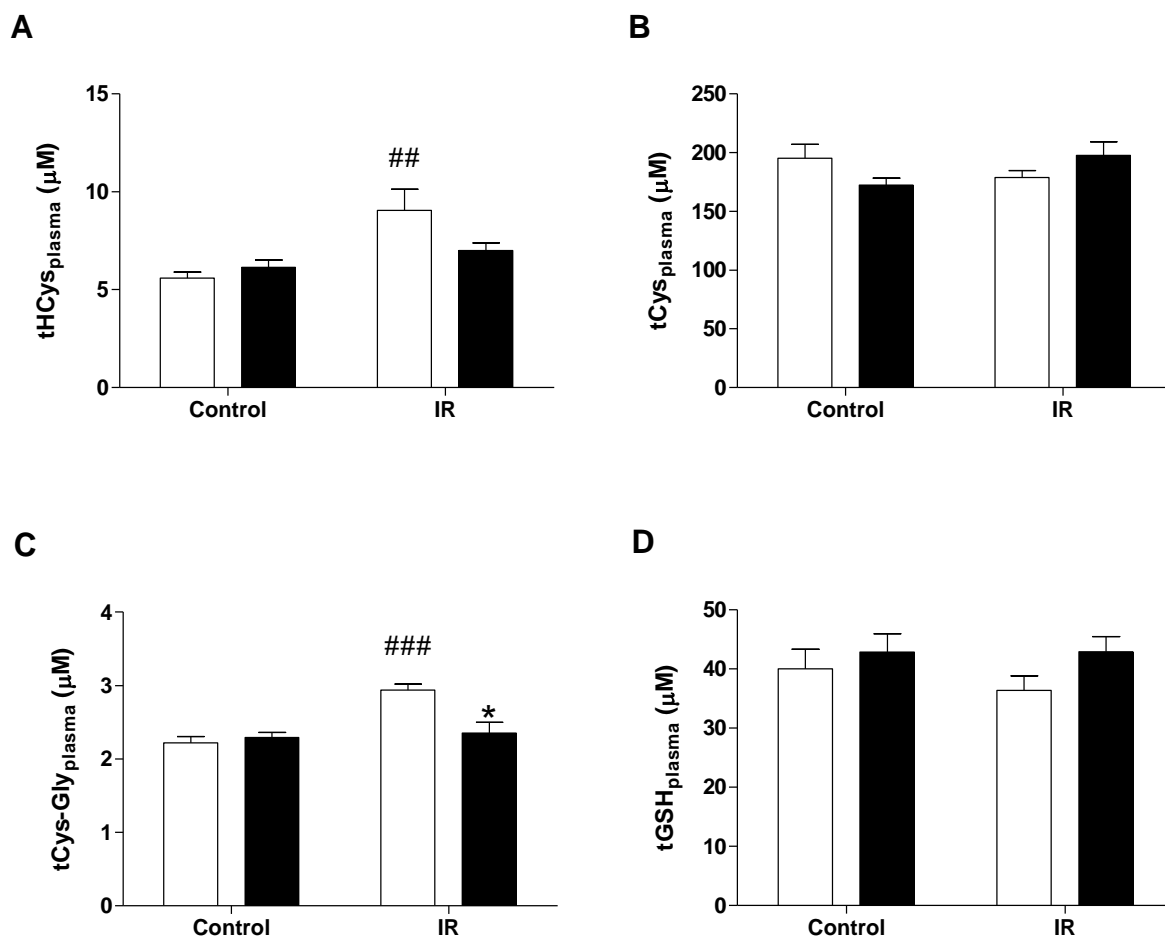 A
tHCysplasma (μM)
15
10
5
0
##
Control
IR
B
tCysplasma (μM)
250
200
150
100
50
0
Control
IR
C
tCys-Glyplasma (μM)
4
3
2
1
0
###
*
Control
IR
D
tGSHplasma (μM)
50
40
30
20
10
0
Control
IR